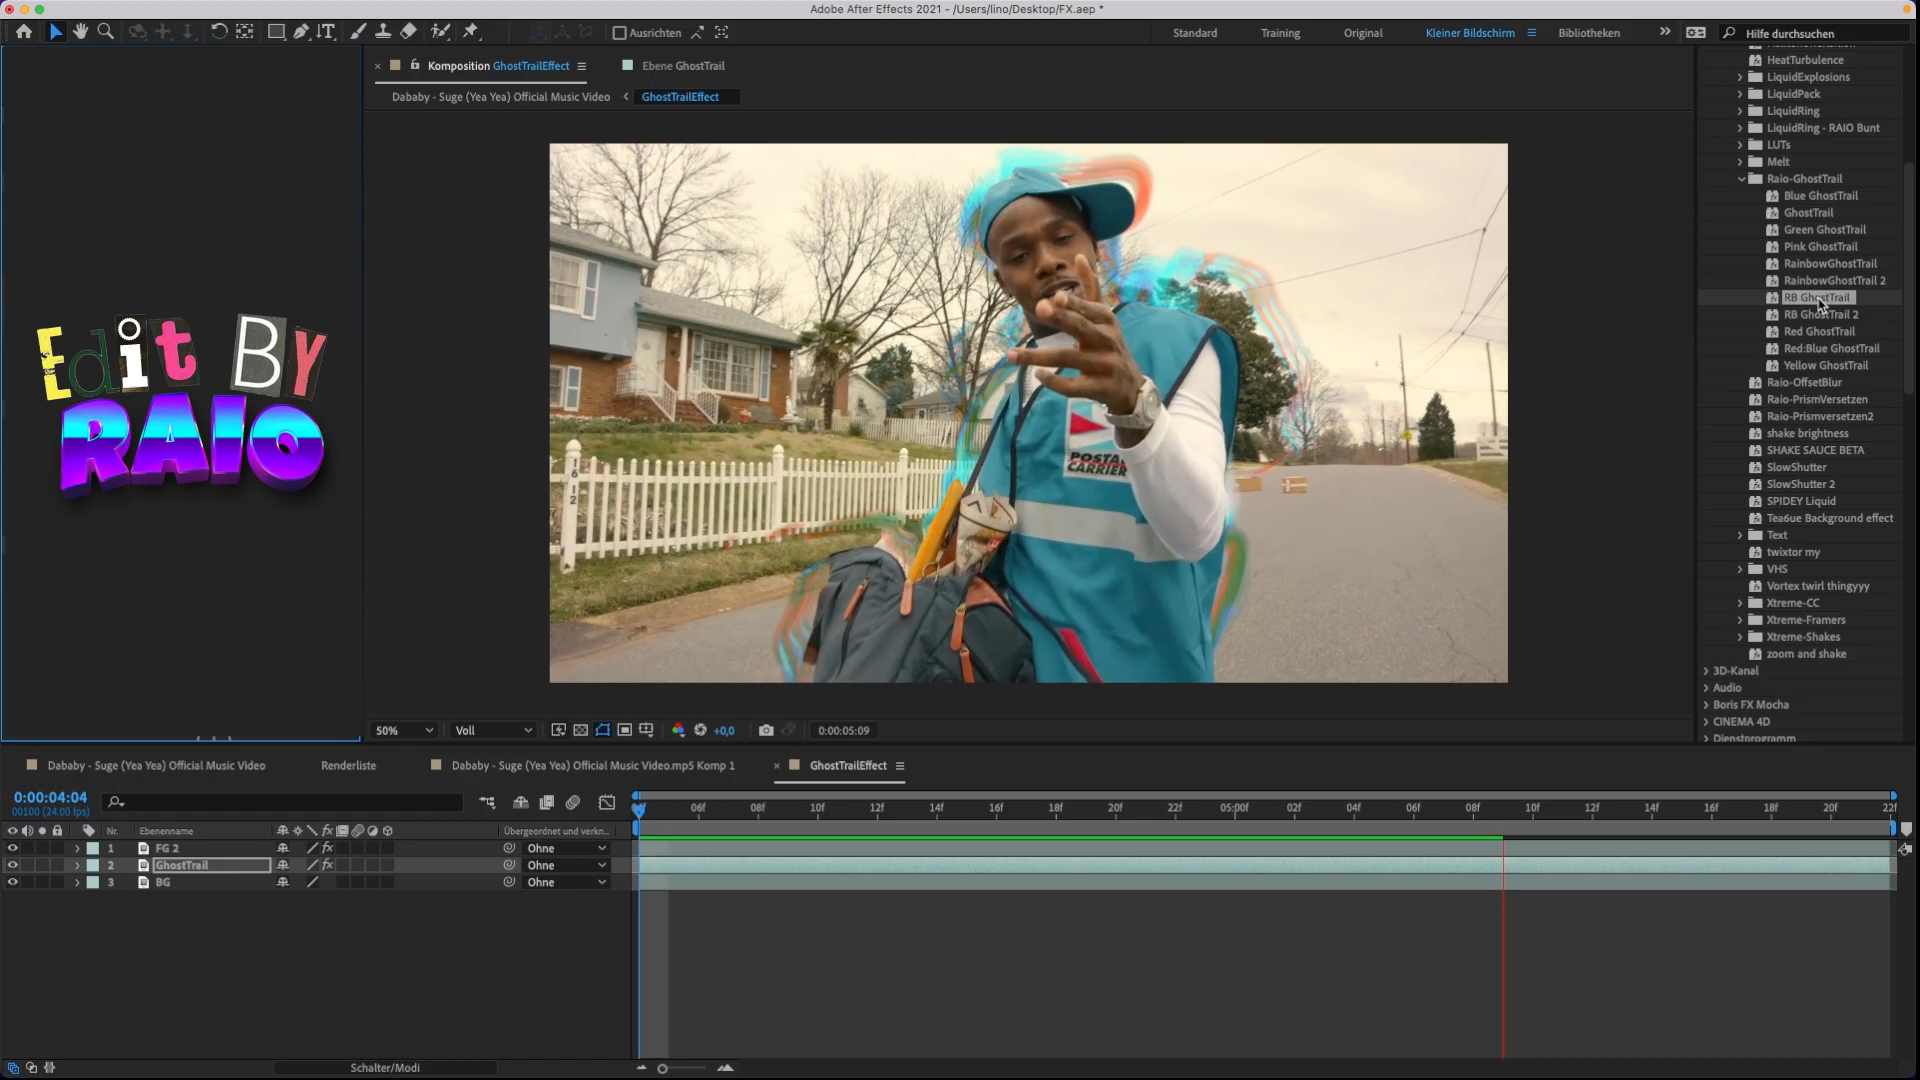 Adobe After Effects 2021 - /Users/lino/Desktop/FX.aep *
Ausrichten
Standard
Training
Original
Kleiner Bildschirm
Bibliotheken
Hilfe durchsuchen
Komposition GhostTrailEffect
Ebene GhostTrail
Dababy - Suge (Yea Yea) Official Music Video
GhostTrailEffect
Edit By
RAIO
16
12
POSTAL
CARRIER
HeatTurbulence
LiquidExplosions
LiquidPack
LiquidRing
LiquidRing - RAIO Bunt
LUTs
Melt
Raio-GhostTrail
Blue GhostTrail
GhostTrail
Green GhostTrail
Pink GhostTrail
RainbowGhostTrail
RainbowGhostTrail 2
RB GhostTrail
RB GhostTrail 2
Red GhostTrail
Red:Blue GhostTrail
Yellow GhostTrail
Raio-OffsetBlur
Raio-PrismVersetzen
Raio-Prismversetzen2
shake brightness
SHAKE SAUCE BETA
SlowShutter
SlowShutter 2
SPIDEY Liquid
Tea6ue Background effect
Text
twixtor my
VHS
Vortex twirl thingyyy
Xtreme-CC
Xtreme-Framers
Xtreme-Shakes
zoom and shake
3D-Kanal
Audio
Boris FX Mocha
CINEMA 4D
Dienstprogramm
50%
Voll
+0,0
0:00:05:09
Dababy - Suge (Yea Yea) Official Music Video
Renderliste
Dababy - Suge (Yea Yea) Official Music Video.mp5 Komp 1
GhostTrailEffect
0:00:04:04
00100 (24.00 fps)
06f 08f 10f 12f 14f 16f 18f 20f 22f 05:00f 02f 04f 06f 08f 10f 12f 14f 16f 18f 20f 22f
Nr. Ebenenname
Übergeordnet und verkn...
1 FG 2 Ohne
2 GhostTrail Ohne
3 BG Ohne
Schalter/Modi